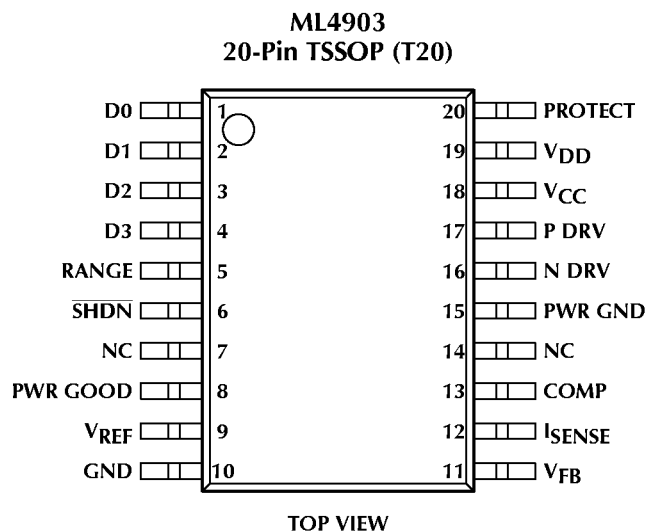 ML4903
20-Pin TSSOP (T20)
D0 1 20 PROTECT
D1 2 19 VDD
D2 3 18 VCC
D3 4 17 P DRV
RANGE 5 16 N DRV
SHDN 6 15 PWR GND
NC 7 14 NC
PWR GOOD 8 13 COMP
VREF 9 12 ISENSE
GND 10 11 VFB
TOP VIEW